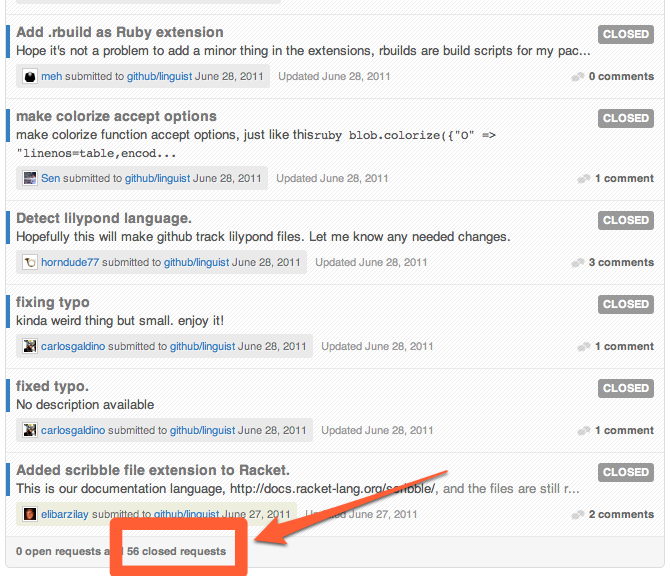 Add .rbuild as Ruby extension
CLOSED
Hope it's not a problem to add a minor thing in the extensions, rbuilds are build scripts for my pac...
meh submitted to github/linguist June 28, 2011 Updated June 28, 2011 0 comments
make colorize accept options
CLOSED
make colorize function accept options, just like thisruby blob.colorize({"O" =>
"linenos=table,encod...
Sen submitted to github/linguist June 28, 2011 Updated June 28, 2011 1 comment
Detect lilypond language.
CLOSED
Hopefully this will make github track lilypond files. Let me know any needed changes.
horndude77 submitted to github/linguist June 28, 2011 Updated June 28, 2011 3 comments
fixing typo
CLOSED
kinda weird thing but small. enjoy it!
carlosgaldino submitted to github/linguist June 28, 2011 Updated June 28, 2011 1 comment
fixed typo.
CLOSED
No description available
carlosgaldino submitted to github/linguist June 28, 2011 Updated June 28, 2011 1 comment
Added scribble file extension to Racket.
CLOSED
This is our documentation language, http://docs.racket-lang.org/scribble/, and the files are still r...
elibarzilay submitted to github/linguist June 27, 2011 Updated June 27, 2011 2 comments
0 open requests 56 closed requests